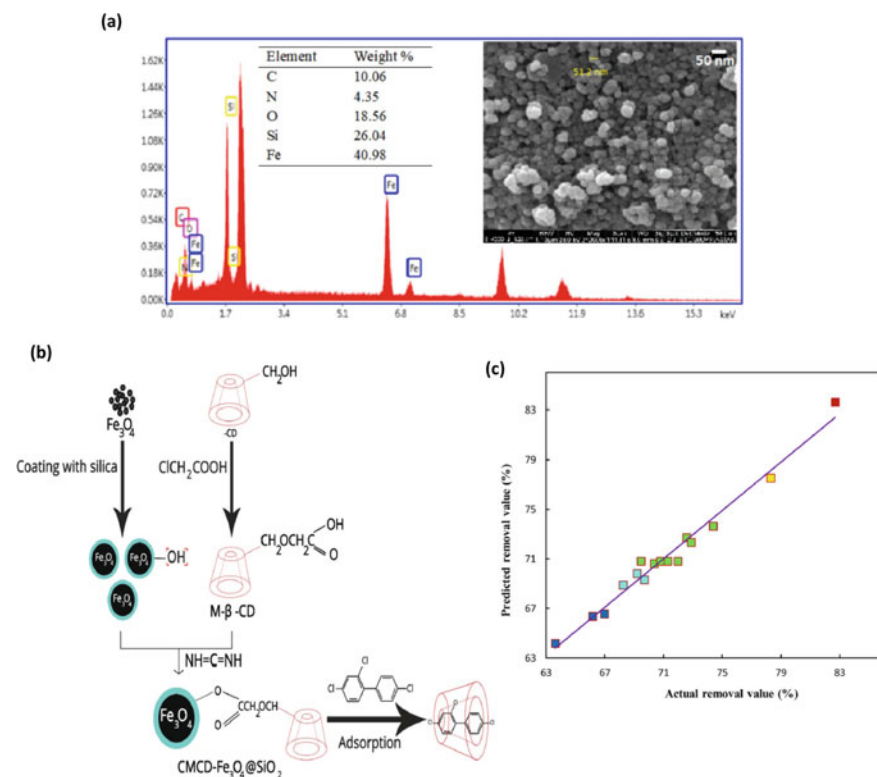 (a)
1.62K
1.44K
1.26K
1.08K
0.90K
0.72K
0.54K
0.36K
0.18K
0.00K
0.0 1.7 3.4 5.1 6.8 8.5 10.2 11.9 13.6 15.3 keV
Element Weight %
C 10.06
N 4.35
O 18.56
Si 26.04
Fe 40.98
C
O
Fe
Fe
N
Si
Si
Fe
Fe
51.2 nm
50 nm
(b)
Fe3O4
CH2OH
-CD
Coating with silica
ClCH2COOH
Fe3O4
Fe3O4
OH
Fe3O4
CH2OCH2
OH
O
M-β -CD
NH=C=NH
Fe3O4
O
O
CMCD-Fe3O4@SiO2
Cl
Cl
Cl
Adsorption
(c)
Predicted removal value (%)
83
79
75
71
67
63
63 67 71 75 79 83
Actual removal value (%)